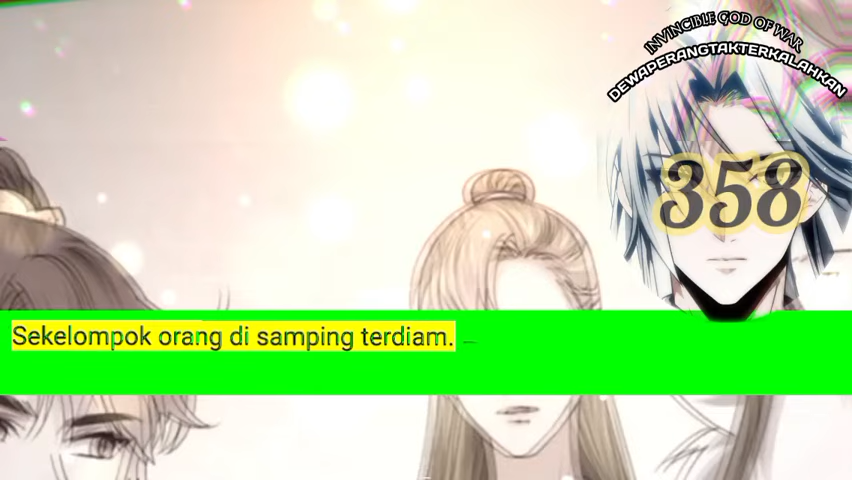 INVINCIBLE GOD OF WAR
DEWAPERANGTAKTERKALAHKAN
358
Sekelompok orang di samping terdiam.